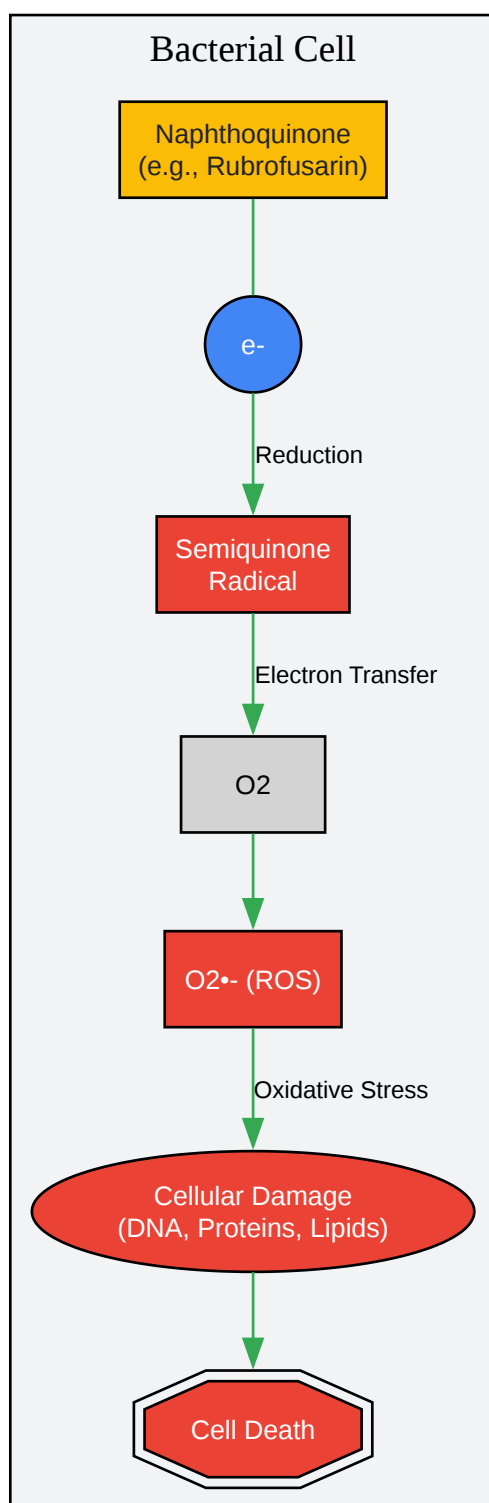 Bacterial Cell
Naphthoquinone
(e.g., Rubrofusarin)
e-
Reduction
Semiquinone
Radical
Electron Transfer
O2
O2•- (ROS)
Oxidative Stress
Cellular Damage
(DNA, Proteins, Lipids)
Cell Death